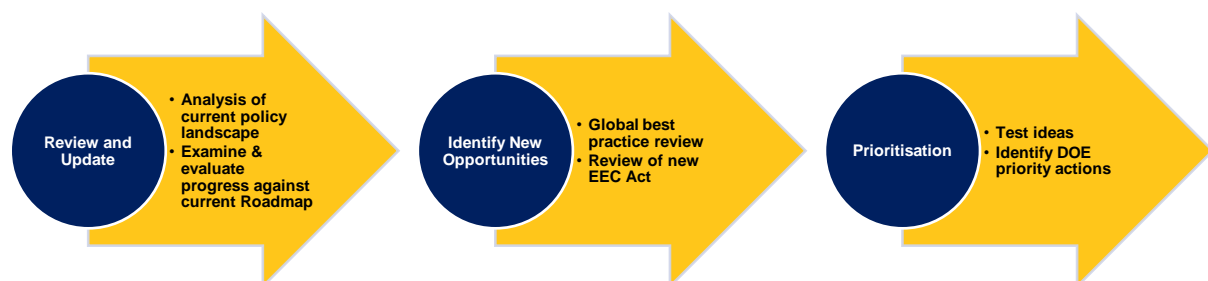 Review and
Update
• Analysis of
current policy
landscape
• Examine &
evaluate
progress against
current Roadmap
Identify New
Opportunities
• Global best
practice review
• Review of new
EEC Act
Prioritisation
• Test ideas
• Identify DOE
priority actions